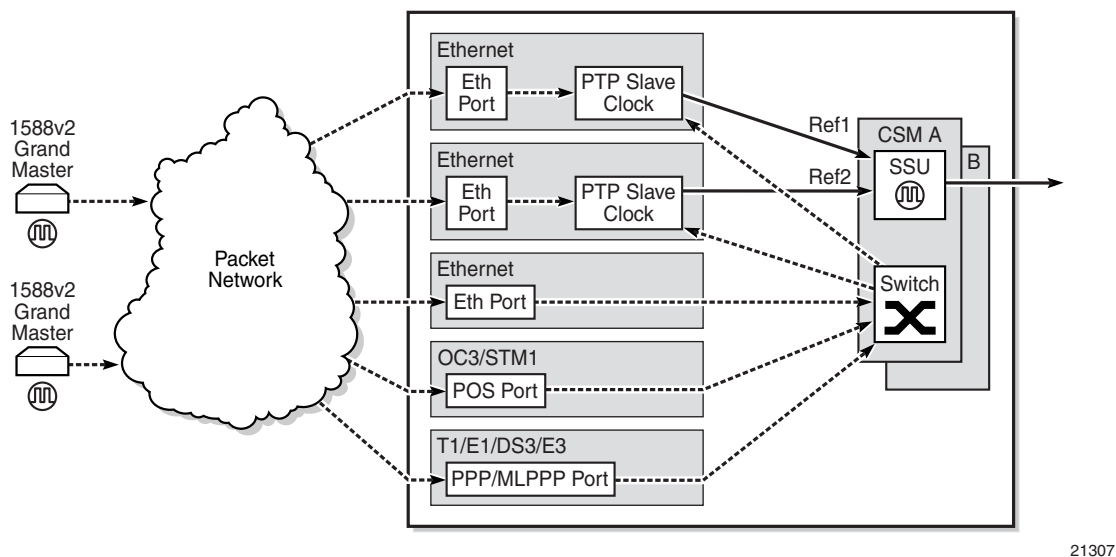 1588v2
Grand
Master
1588v2
Grand
Master
Packet
Network
Ethernet
Eth
Port
PTP Slave
Clock
Ethernet
Eth
Port
PTP Slave
Clock
Ethernet
Eth Port
OC3/STM1
POS Port
T1/E1/DS3/E3
PPP/MLPPP Port
Ref1
Ref2
CSM A
SSU
B
Switch
21307